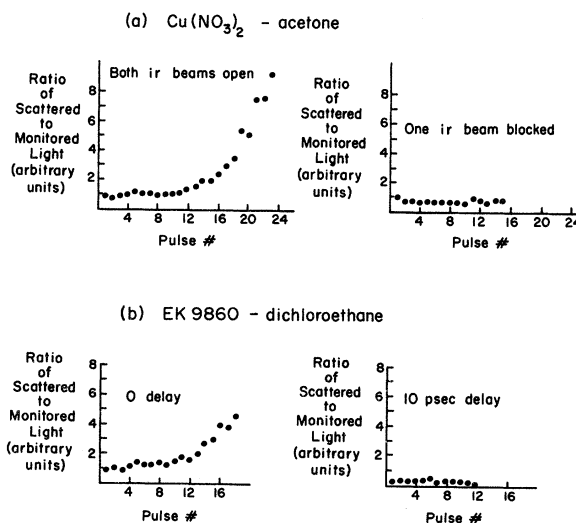 (a) Cu(NO3)2 - acetone
Ratio
of
Scattered
to
Monitored
Light
(arbitrary
units)
8
6
4
2
Both ir beams open
4 8 12 16 20 24
Pulse #
Ratio
of
Scattered
to
Monitored
Light
(arbitrary
units)
8
6
4
2
One ir beam blocked
4 8 12 16 20 24
Pulse #
(b) EK 9860 - dichloroethane
Ratio
of
Scattered
to
Monitored
Light
(arbitrary
units)
8
6
4
2
0 delay
4 8 12 16
Pulse #
Ratio
of
Scattered
to
Monitored
Light
(arbitrary
units)
8
6
4
2
10 psec delay
4 8 12 16
Pulse #